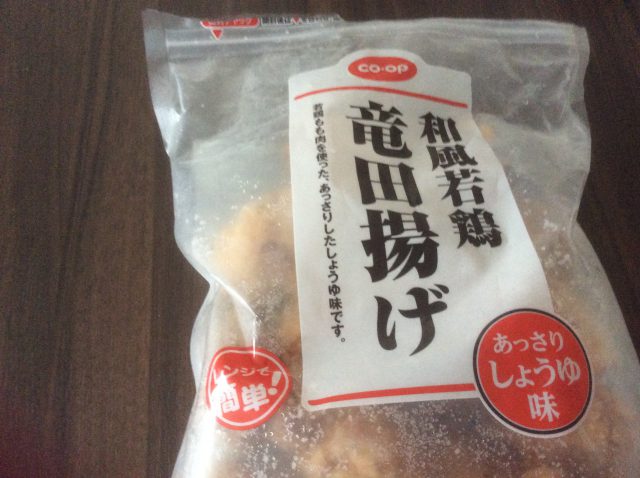 CO·OP
和風若鶏
竜田揚げ
若鶏もも肉を使った、あっさりしたしょうゆ味です。
レンジで
簡単!
あっさり
しょうゆ
味